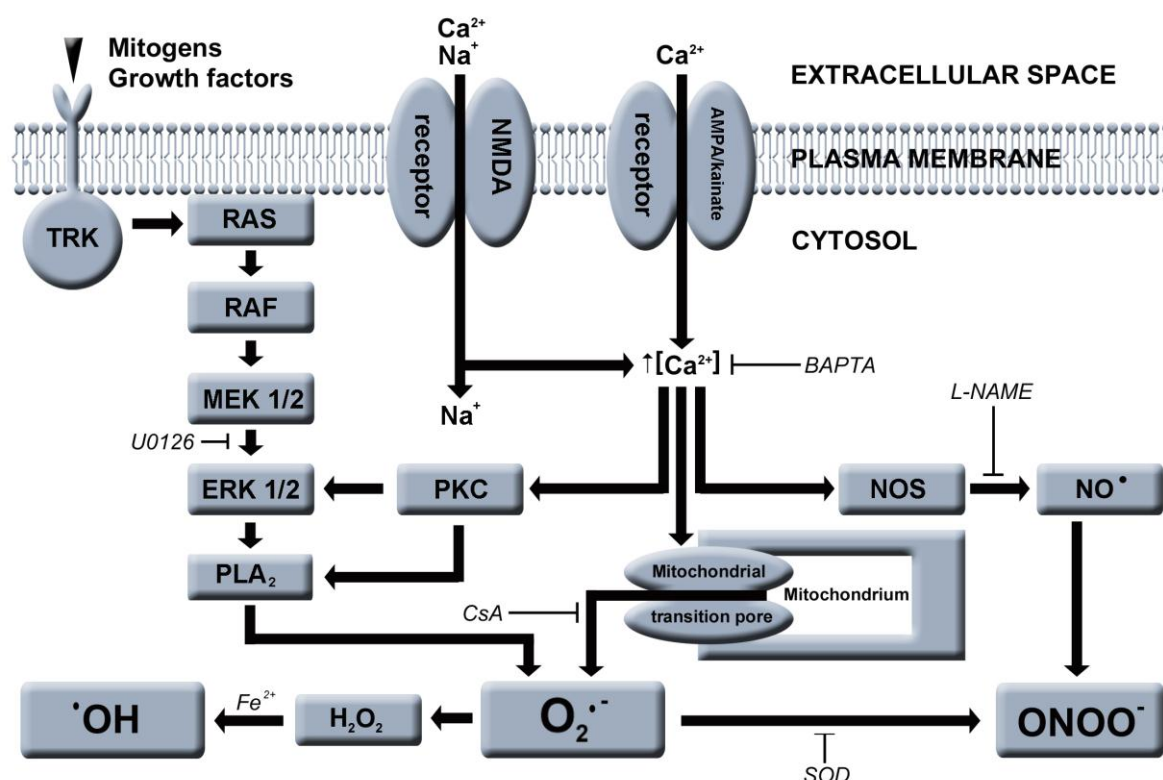 Mitogens
Growth factors
Ca²⁺
Na⁺
Ca²⁺
EXTRACELLULAR SPACE
receptor
NMDA
receptor
AMPA/kainate
PLASMA MEMBRANE
TRK
RAS
CYTOSOL
RAF
↑[Ca²⁺]
BAPTA
MEK 1/2
Na⁺
L-NAME
U0126
ERK 1/2
PKC
NOS
NO•
PLA₂
Mitochondrial
transition pore
Mitochondrium
CsA
•OH
Fe²⁺
H₂O₂
O₂•⁻
ONOO⁻
SOD